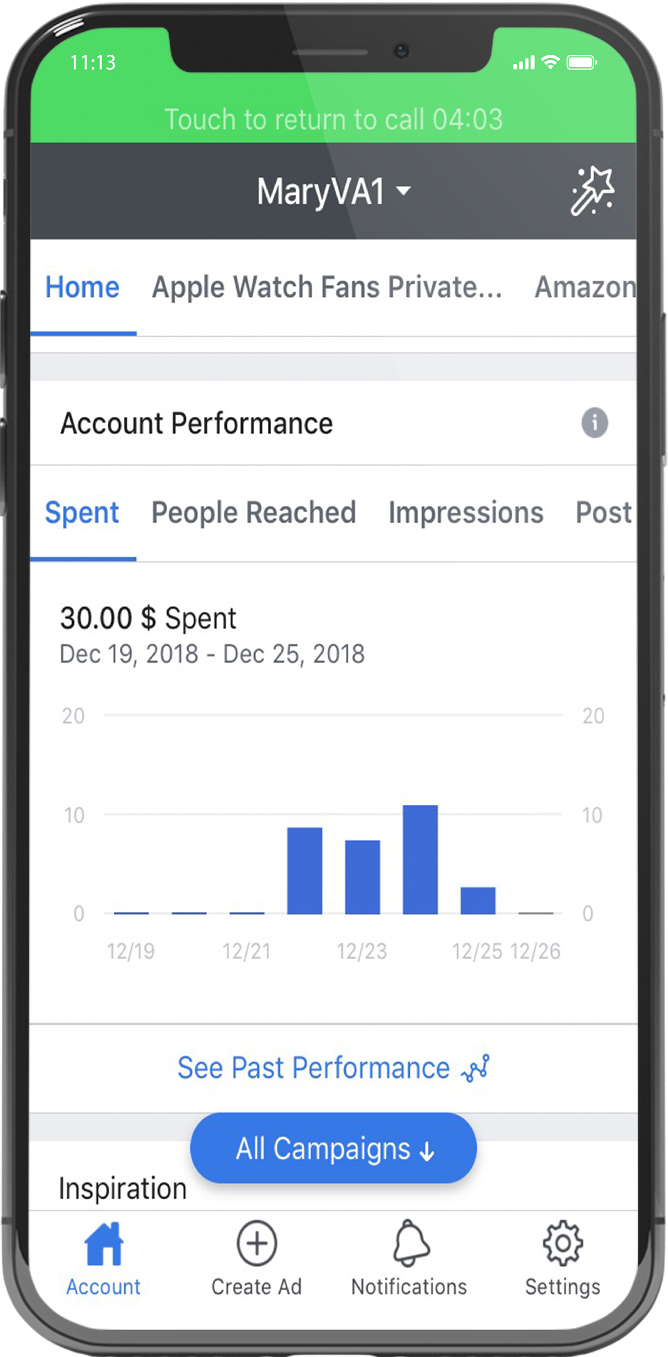 11:13
Touch to return to call 04:03
MaryVA1
Home Apple Watch Fans Private... Amazon
Account Performance
Spent People Reached Impressions Post
30.00 $ Spent
Dec 19, 2018 - Dec 25, 2018
20 20
10 10
0 0
12/19 12/21 12/23 12/25 12/26
See Past Performance
All Campaigns ↓
Inspiration
Account Create Ad Notifications Settings